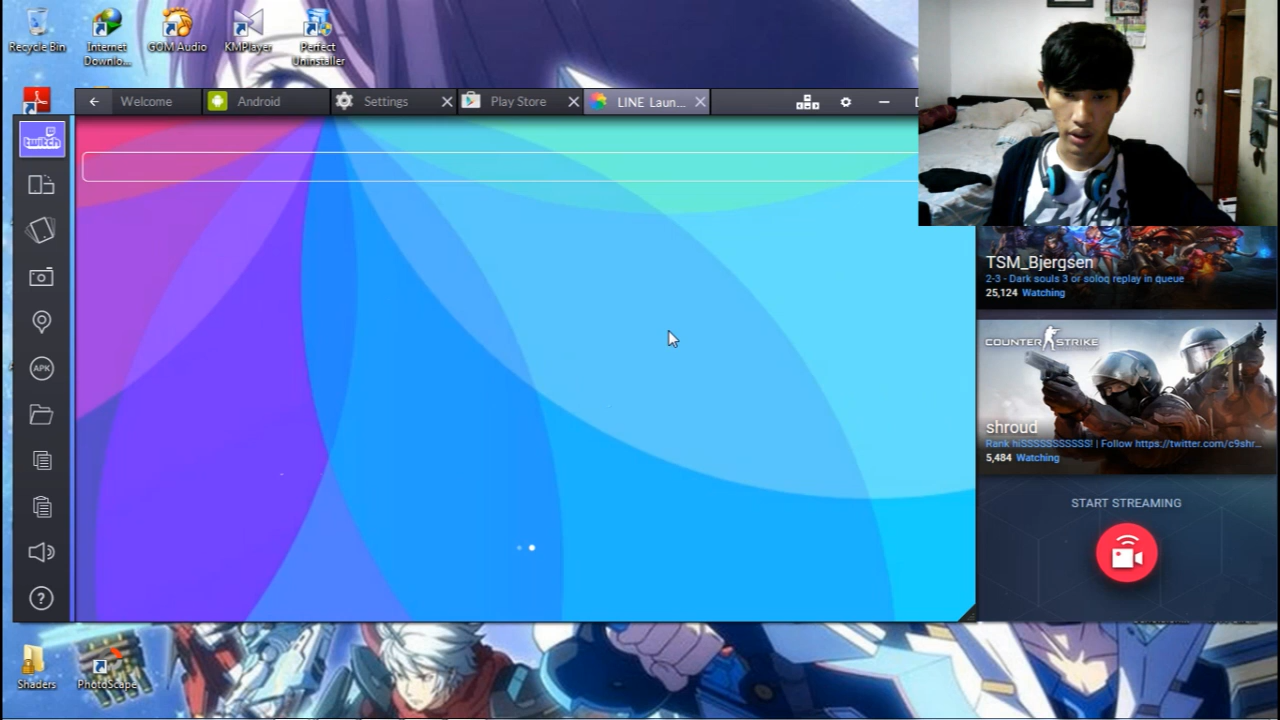 Recycle Bin
Internet
Downlo...
GOM Audio
KMPlayer
Perfect
Uninstaller
Welcome
Android
Settings
Play Store
LINE Laun...
twitch
APK
TSM_Bjergsen
2-3 - Dark souls 3 or soloq replay in queue
25,124 Watching
COUNTER STRIKE
shroud
Rank hiSSSSSSSSSSS! | Follow https://twitter.com/c9shr...
5,484 Watching
START STREAMING
?
Shaders
PhotoScape